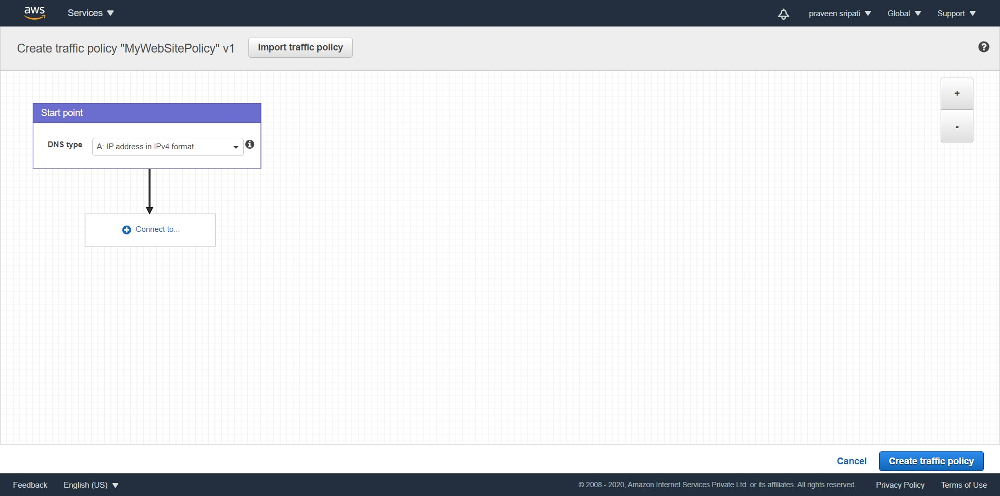 aws Services praveen sripati Global Support
Create traffic policy "MyWebSitePolicy" v1 Import traffic policy
+
-
Start point
DNS type A: IP address in IPv4 format
Connect to...
Cancel Create traffic policy
Feedback English (US) © 2008 - 2020, Amazon Internet Services Private Ltd. or its affiliates. All rights reserved. Privacy Policy Terms of Use